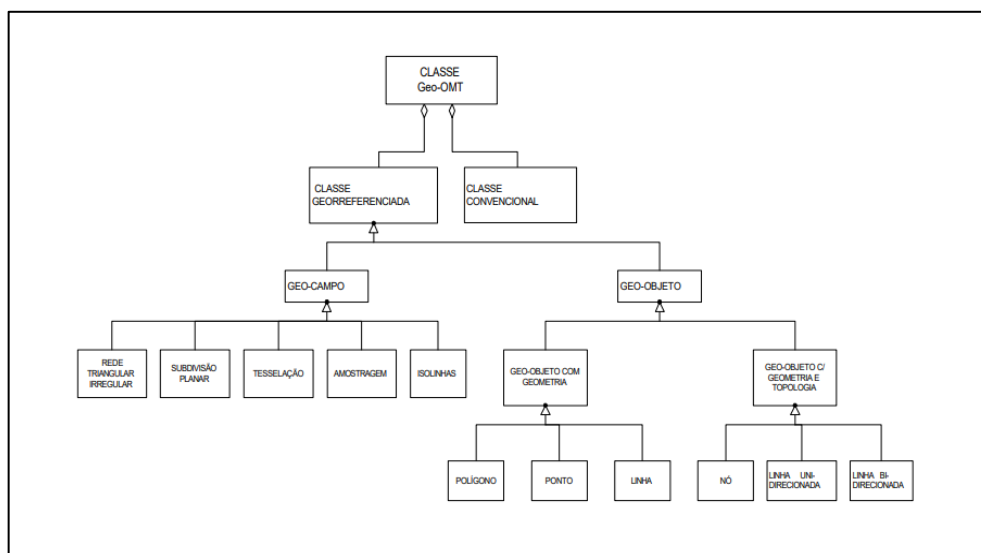 CLASSE
Geo-OMT
CLASSE
GEORREFERENCIADA
CLASSE
CONVENCIONAL
GEO-CAMPO
GEO-OBJETO
REDE
TRIANGULAR
IRREGULAR
SUBDIVISÃO
PLANAR
TESSELAÇÃO
AMOSTRAGEM
ISOLINHAS
GEO-OBJETO COM
GEOMETRIA
GEO-OBJETO C/
GEOMETRIA E
TOPOLOGIA
POLÍGONO
PONTO
LINHA
NÓ
LINHA UNI-
DIRECIONADA
LINHA BI-
DIRECIONADA